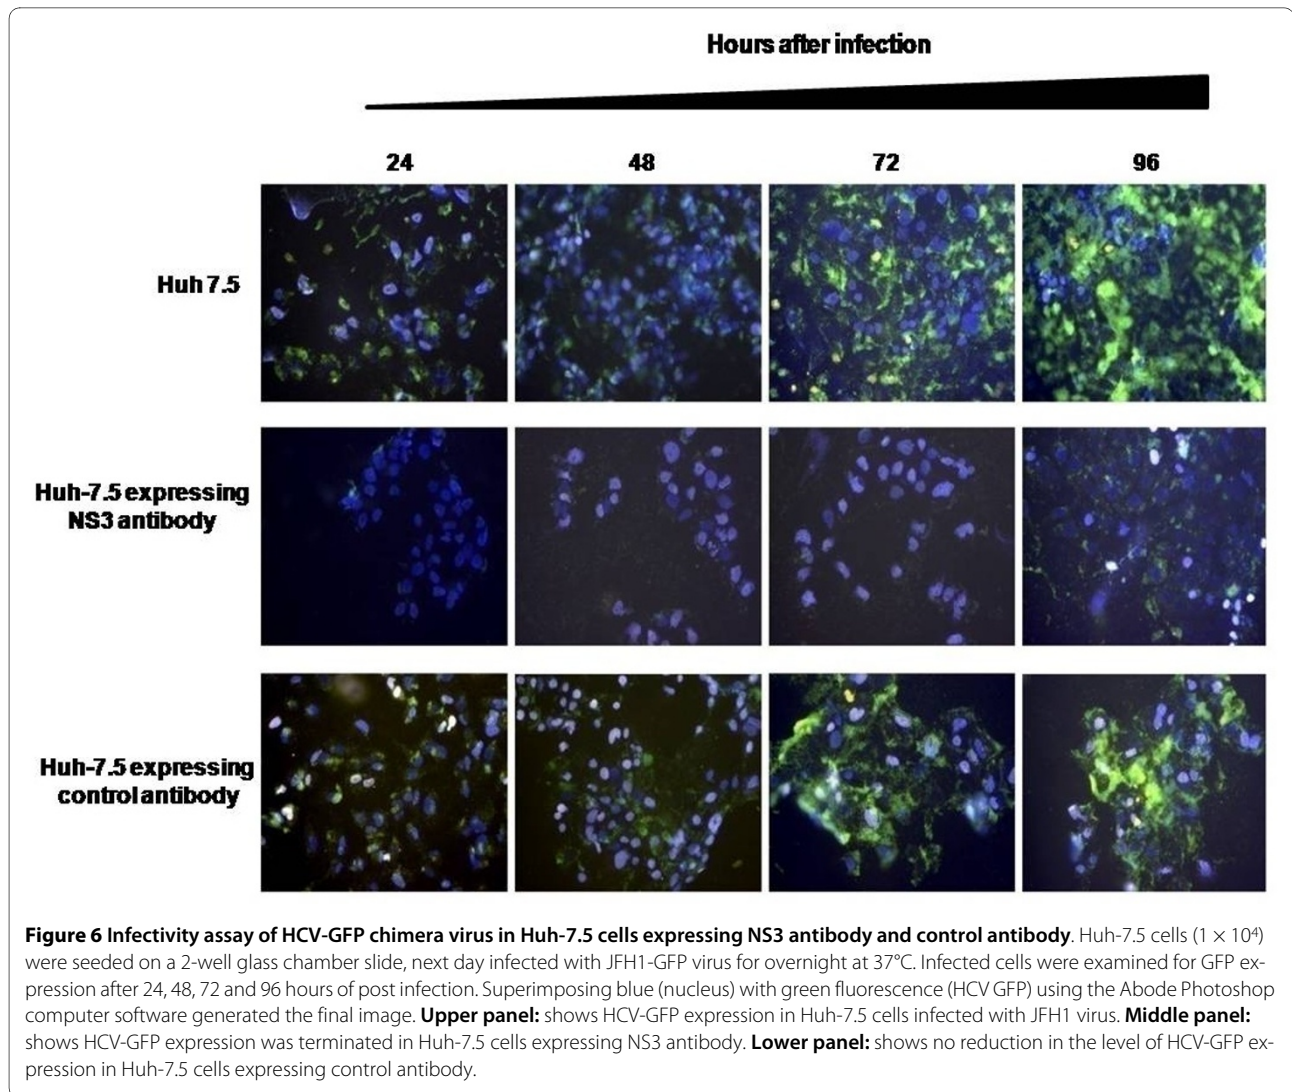 Hours after infection
24 48 72 96
Huh 7.5
Huh-7.5 expressing
NS3 antibody
Huh-7.5 expressing
control antibody
Figure 6 Infectivity assay of HCV-GFP chimera virus in Huh-7.5 cells expressing NS3 antibody and control antibody. Huh-7.5 cells (1 × 10⁴)
were seeded on a 2-well glass chamber slide, next day infected with JFH1-GFP virus for overnight at 37°C. Infected cells were examined for GFP ex-
pression after 24, 48, 72 and 96 hours of post infection. Superimposing blue (nucleus) with green fluorescence (HCV GFP) using the Abode Photoshop
computer software generated the final image. Upper panel: shows HCV-GFP expression in Huh-7.5 cells infected with JFH1 virus. Middle panel:
shows HCV-GFP expression was terminated in Huh-7.5 cells expressing NS3 antibody. Lower panel: shows no reduction in the level of HCV-GFP ex-
pression in Huh-7.5 cells expressing control antibody.